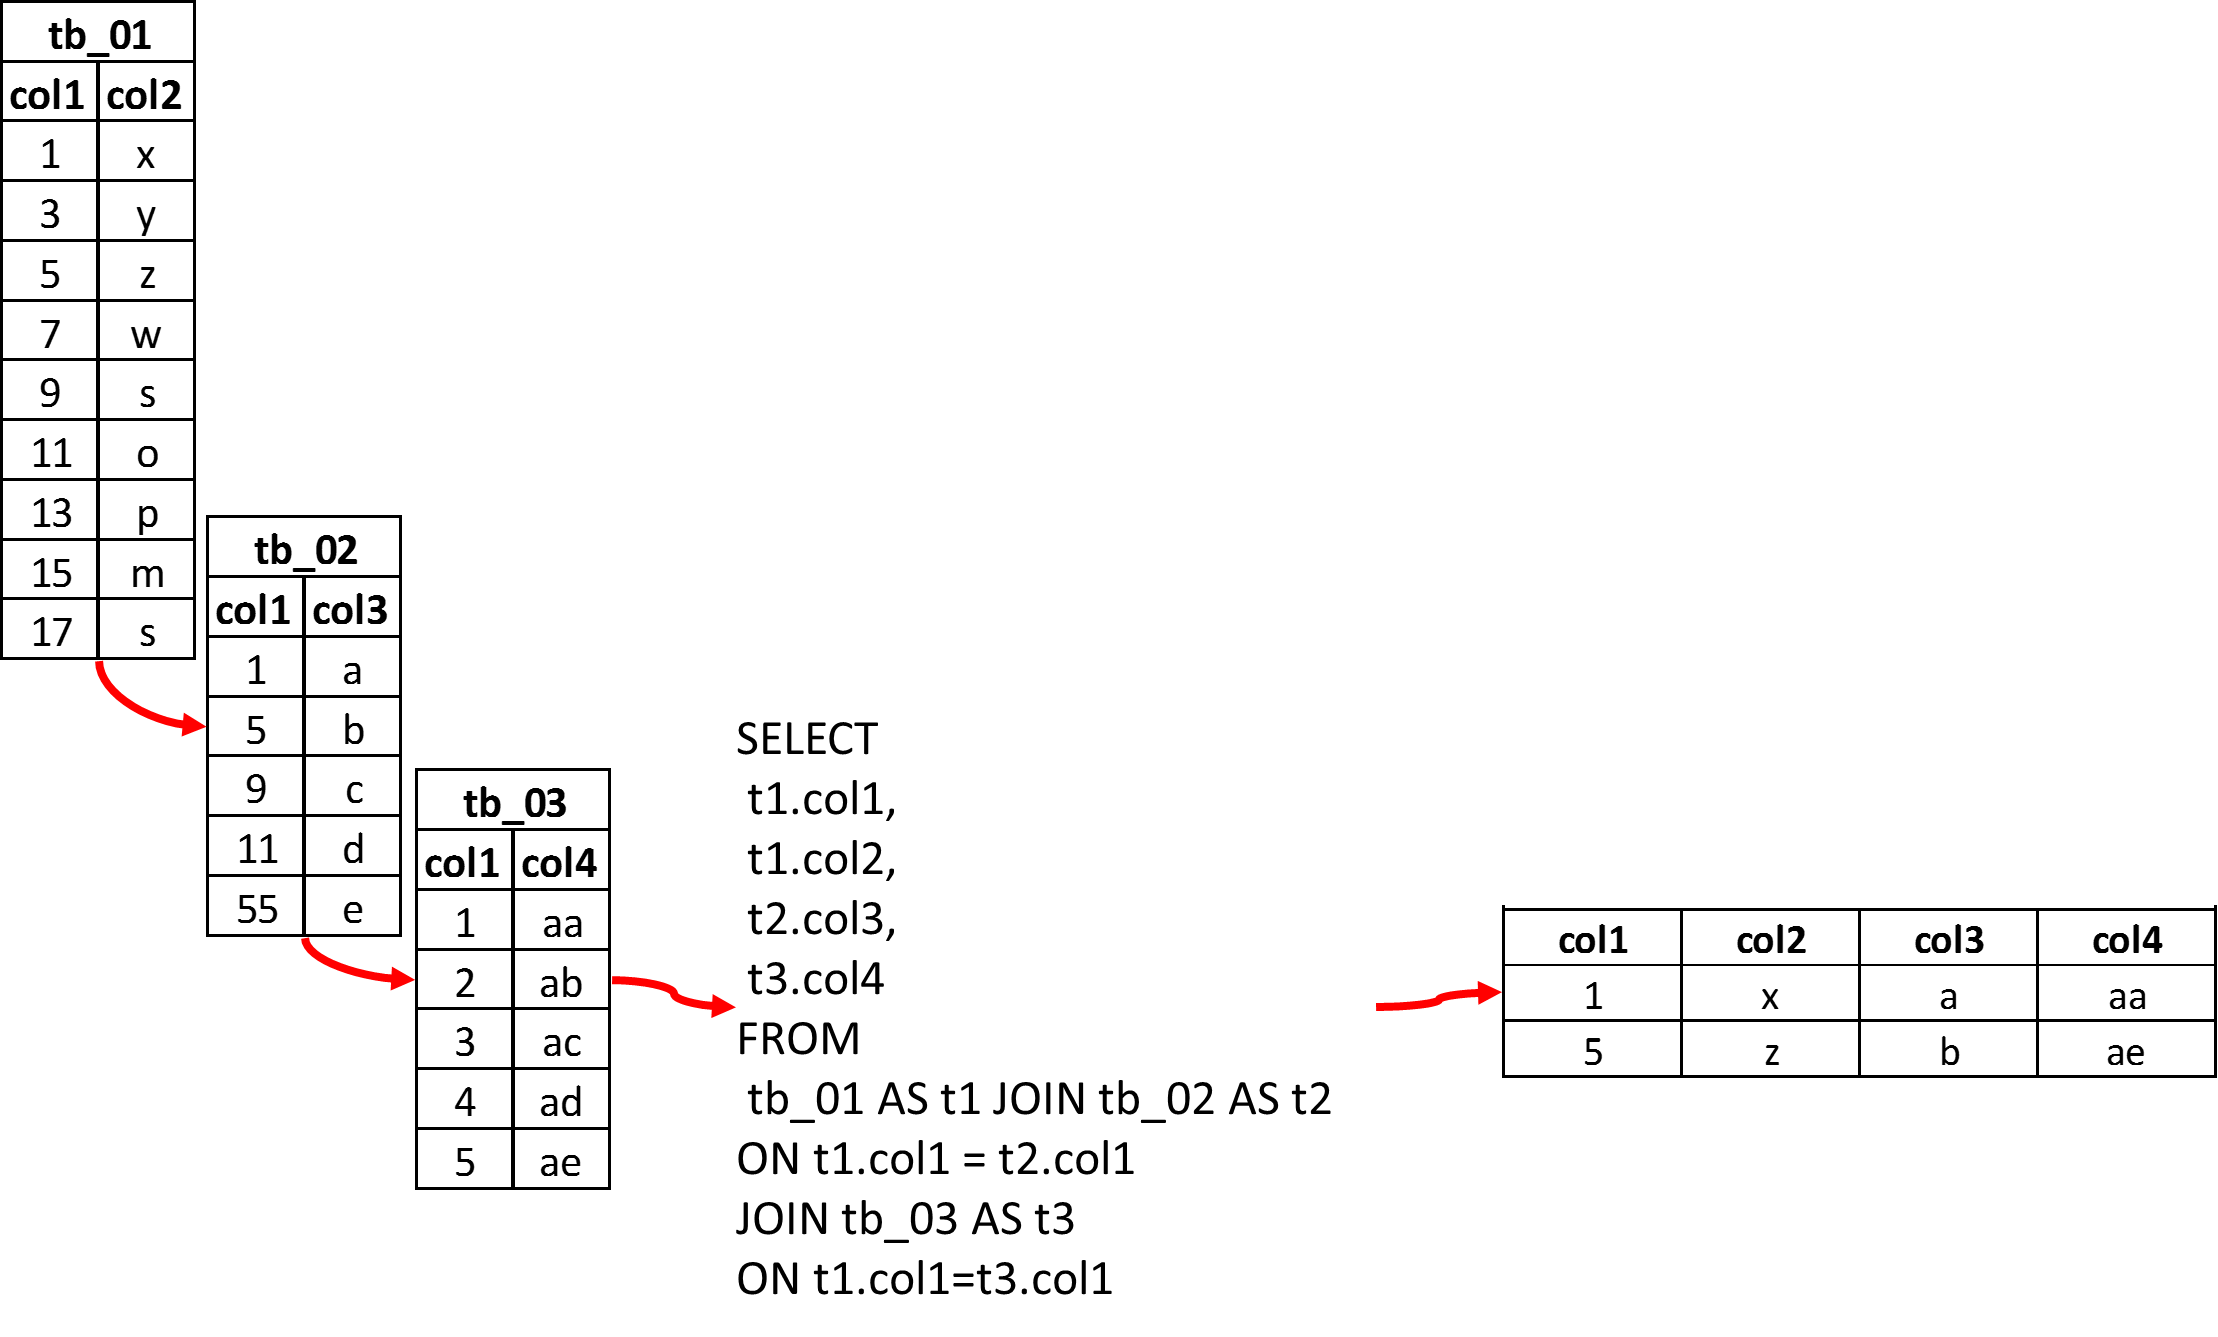 tb_01
col1 col2
1 x
3 y
5 z
7 w
9 s
11 o
13 p
15 m
17 s
tb_02
col1 col3
1 a
5 b
9 c
11 d
55 e
tb_03
col1 col4
1 aa
2 ab
3 ac
4 ad
5 ae
SELECT
t1.col1,
t1.col2,
t2.col3,
t3.col4
FROM
tb_01 AS t1 JOIN tb_02 AS t2
ON t1.col1 = t2.col1
JOIN tb_03 AS t3
ON t1.col1=t3.col1
col1 col2 col3 col4
1 x a aa
5 z b ae